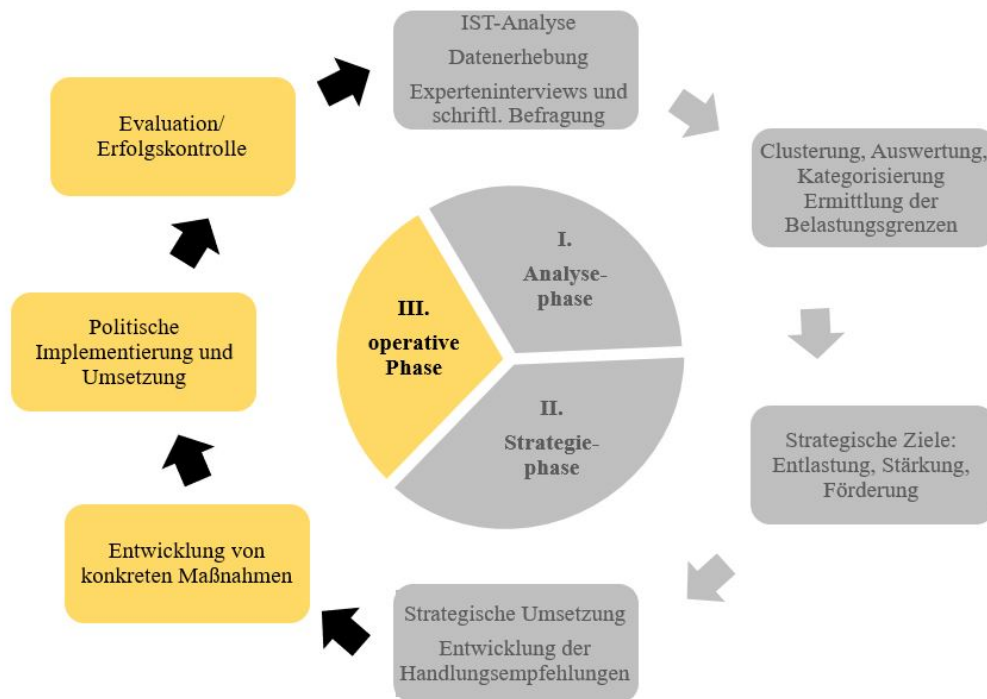 IST-Analyse
Datenerhebung
Experteninterviews und
schriftl. Befragung
Clusterung, Auswertung,
Kategorisierung
Ermittlung der
Belastungsgrenzen
Strategische Ziele:
Entlastung, Stärkung,
Förderung
Strategische Umsetzung
Entwicklung der
Handlungsempfehlungen
Entwicklung von
konkreten Maßnahmen
Politische
Implementierung und
Umsetzung
Evaluation/
Erfolgskontrolle
I.
Analyse-
phase
II.
Strategie-
phase
III.
operative
Phase